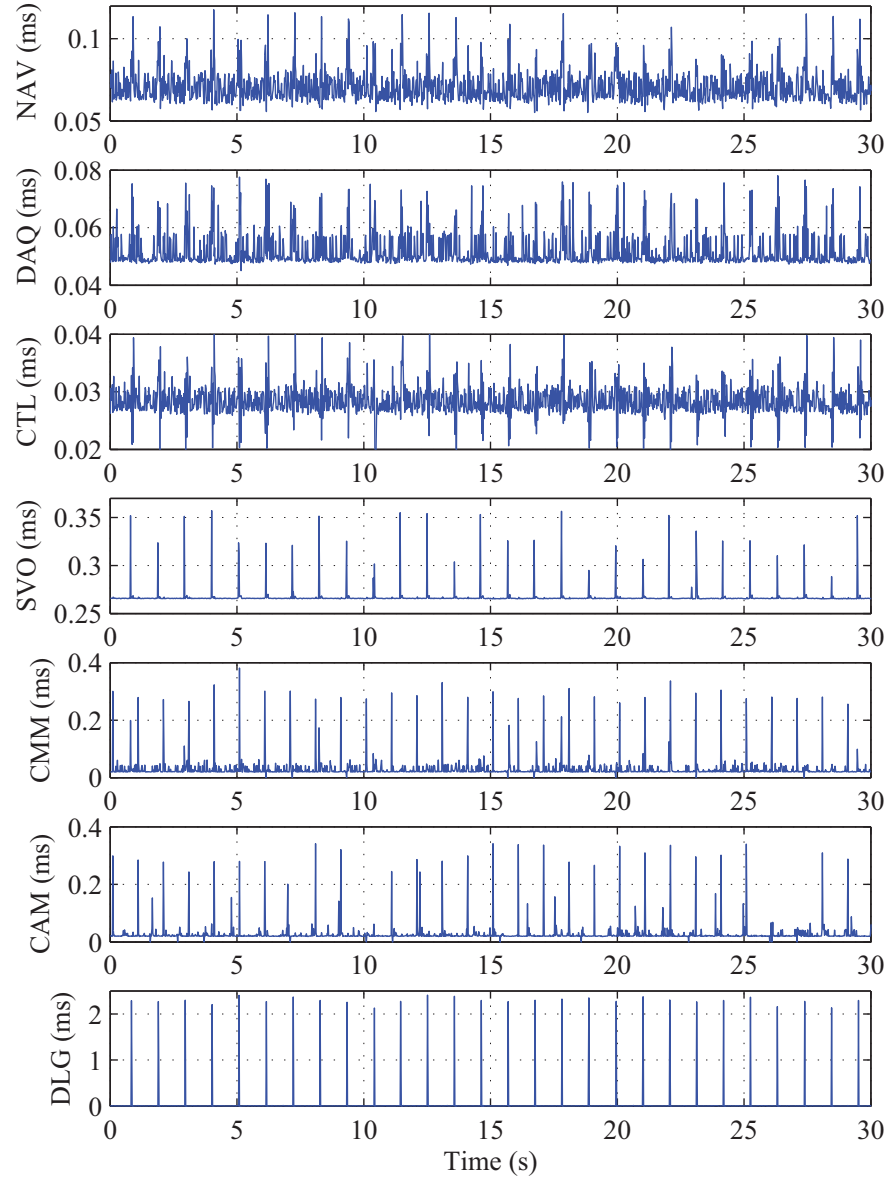 NAV (ms)
0.1
0.05
0 5 10 15 20 25 30
DAQ (ms)
0.08
0.06
0.04
0 5 10 15 20 25 30
CTL (ms)
0.04
0.03
0.02
0 5 10 15 20 25 30
SVO (ms)
0.35
0.3
0.25
0 5 10 15 20 25 30
CMM (ms)
0.4
0.2
0
0 5 10 15 20 25 30
CAM (ms)
0.4
0.2
0
0 5 10 15 20 25 30
DLG (ms)
2
1
0
0 5 10 15 20 25 30
Time (s)